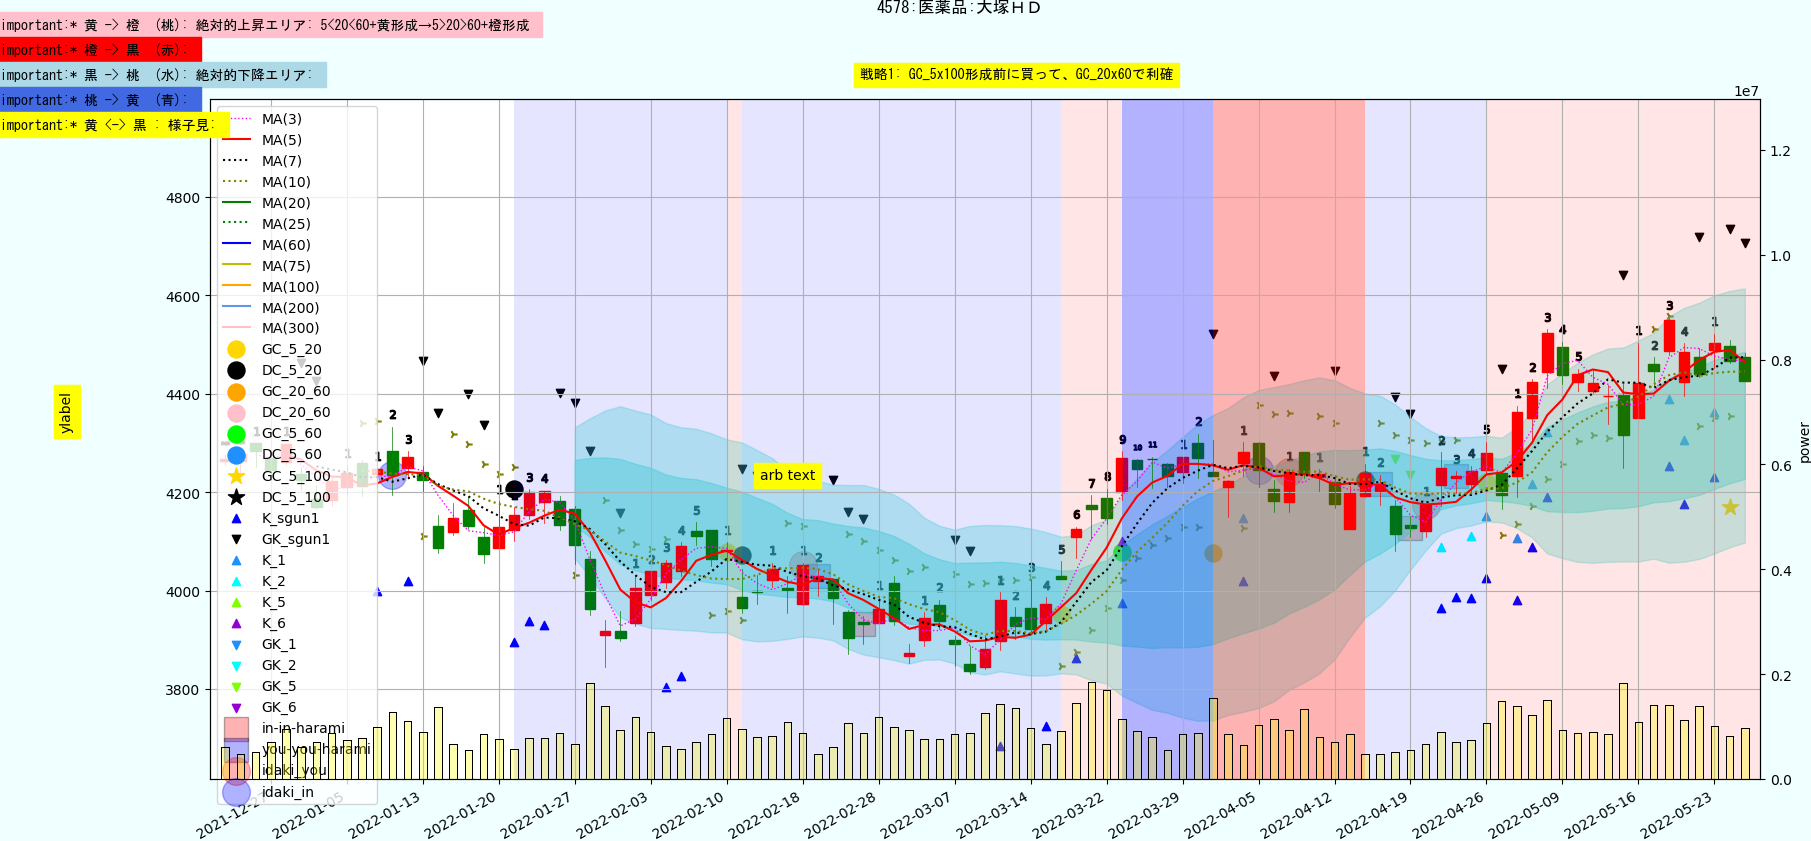 4578:医薬品:大塚ＨＤ
important:* 黄 -> 橙 （桃）: 絶対的上昇エリア: 5<20<60+黄形成→5>20>60+橙形成
important:* 橙 -> 黒 （赤）:
important:* 黒 -> 桃 （水）: 絶対的下降エリア:
important:* 桃 -> 黄 （青）:
important:* 黄 <-> 黒 : 様子見:
戦略1: GC_5x100形成前に買って、GC_20x60で利確
1e7
MA(3)
MA(5)
MA(7)
MA(10)
MA(20)
MA(25)
MA(60)
MA(75)
MA(100)
MA(200)
MA(300)
GC_5_20
DC_5_20
GC_20_60
DC_20_60
GC_5_60
DC_5_60
GC_5_100
DC_5_100
K_sgun1
GK_sgun1
K_1
K_2
K_5
K_6
GK_1
GK_2
GK_5
GK_6
in-in-harami
you-you-harami
idaki_you
idaki_in
ylabel
4800
4600
4400
4200
4000
3800
arb text
1.2
1.0
0.8
0.6
0.4
0.2
0.0
power
2021-12-27
2022-01-05
2022-01-13
2022-01-20
2022-01-27
2022-02-03
2022-02-10
2022-02-18
2022-02-28
2022-03-07
2022-03-14
2022-03-22
2022-03-29
2022-04-05
2022-04-12
2022-04-19
2022-04-26
2022-05-09
2022-05-16
2022-05-23